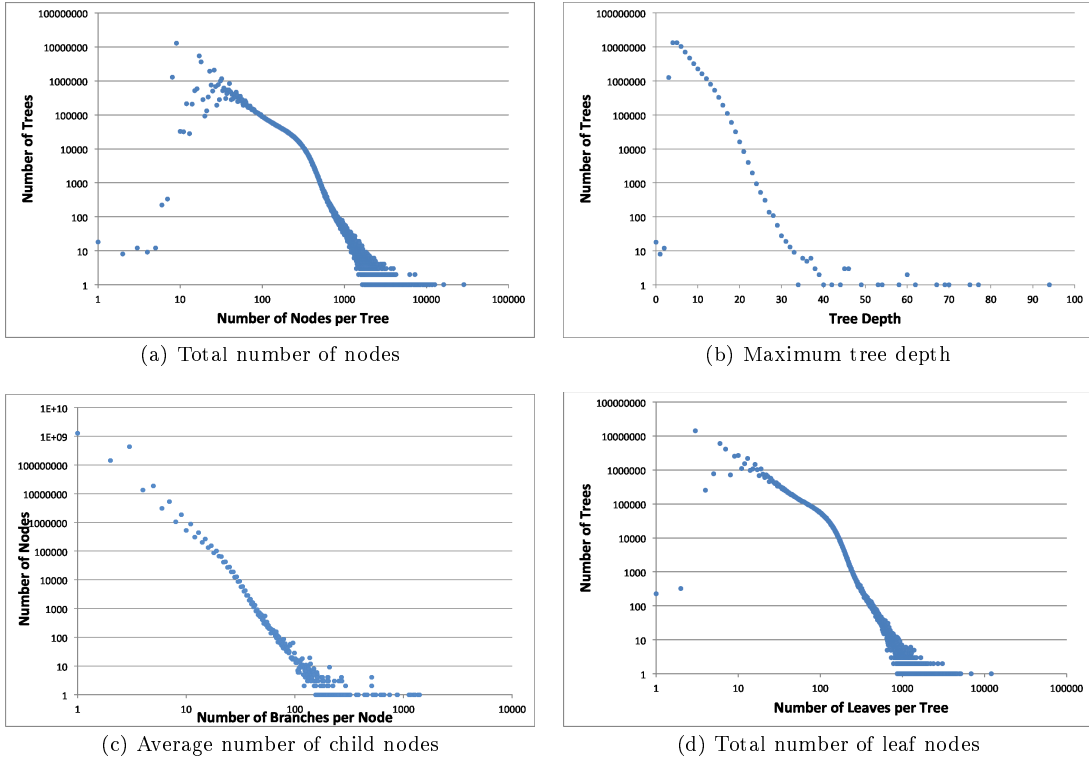 100000000
10000000
1000000
100000
10000
1000
100
10
1
Number of Trees
1 10 100 1000 10000 100000
Number of Nodes per Tree
(a) Total number of nodes
100000000
10000000
1000000
100000
10000
1000
100
10
1
Number of Trees
0 10 20 30 40 50 60 70 80 90 100
Tree Depth
(b) Maximum tree depth
1E+10
1E+09
100000000
10000000
1000000
100000
10000
1000
100
10
1
Number of Nodes
1 10 100 1000 10000
Number of Branches per Node
(c) Average number of child nodes
100000000
10000000
1000000
100000
10000
1000
100
10
1
Number of Trees
1 10 100 1000 10000 100000
Number of Leaves per Tree
(d) Total number of leaf nodes